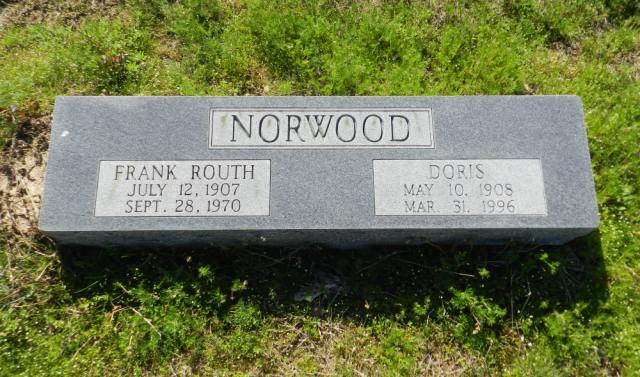 NORWOOD
FRANK ROUTH
JULY 12, 1907
SEPT. 28, 1970
DORIS
MAY 10, 1908
MAR. 31, 1996